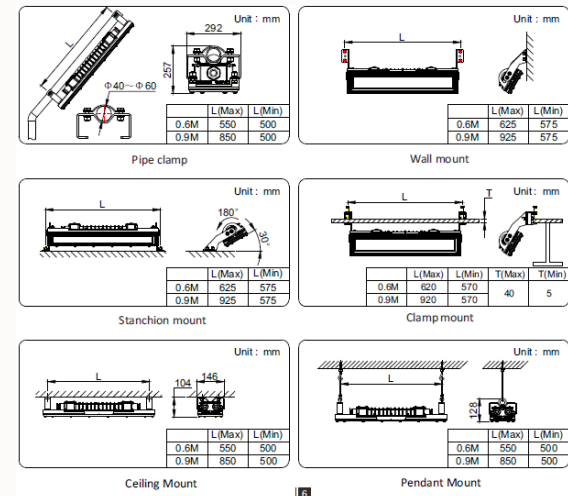 Unit : mm
L
292
257
Φ40~Φ60
L(Max) L(Min)
0.6M 550 500
0.9M 850 500
Pipe clamp
Unit : mm
L
L(Max) L(Min)
0.6M 625 575
0.9M 925 575
Wall mount
Unit : mm
L
180°
30°
L(Max) L(Min)
0.6M 625 575
0.9M 925 575
Stanchion mount
Unit : mm
L
T
L(Max) L(Min) T(Max) T(Min)
0.6M 620 570 40 5
0.9M 920 570
Clamp mount
Unit : mm
L
104
146
L(Max) L(Min)
0.6M 550 500
0.9M 850 500
Ceiling Mount
Unit : mm
L
128
L(Max) L(Min)
0.6M 550 500
0.9M 850 500
Pendant Mount
6